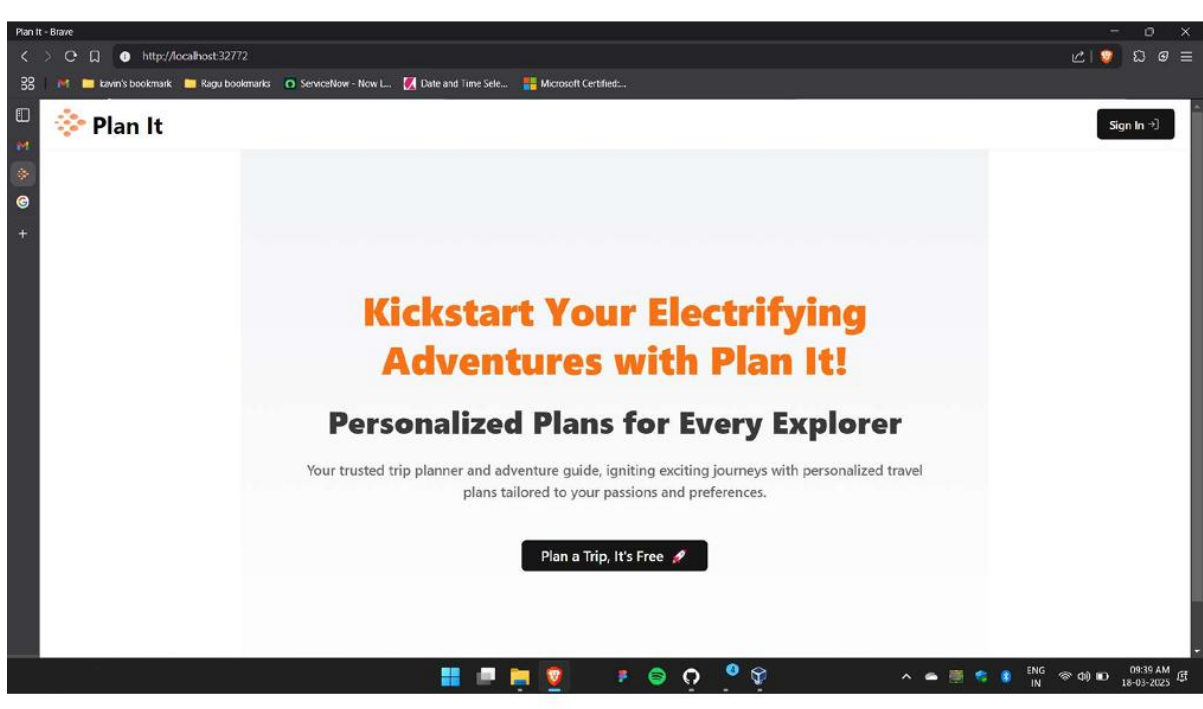 Plan It - Brave
http://localhost:32772
kavin's bookmark Ragu bookmarks ServiceNow - Now L... Date and Time Sele... Microsoft Certified:...
Plan It
Sign In
Kickstart Your Electrifying
Adventures with Plan It!
Personalized Plans for Every Explorer
Your trusted trip planner and adventure guide, igniting exciting journeys with personalized travel
plans tailored to your passions and preferences.
Plan a Trip, It's Free
4
ENG
IN
09:39 AM
18-03-2025